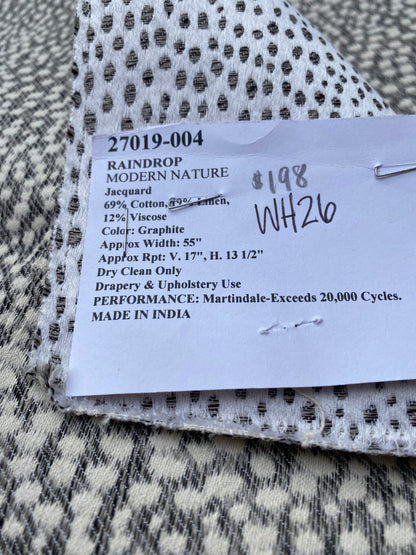 27019-004
RAINDROP
MODERN NATURE
Jacquard
69% Cotton, 19% Linen,
12% Viscose
Color: Graphite
Approx Width: 55"
Approx Rpt: V. 17", H. 13 1/2"
Dry Clean Only
Drapery & Upholstery Use
PERFORMANCE: Martindale-Exceeds 20,000 Cycles.
MADE IN INDIA
$198
WH26